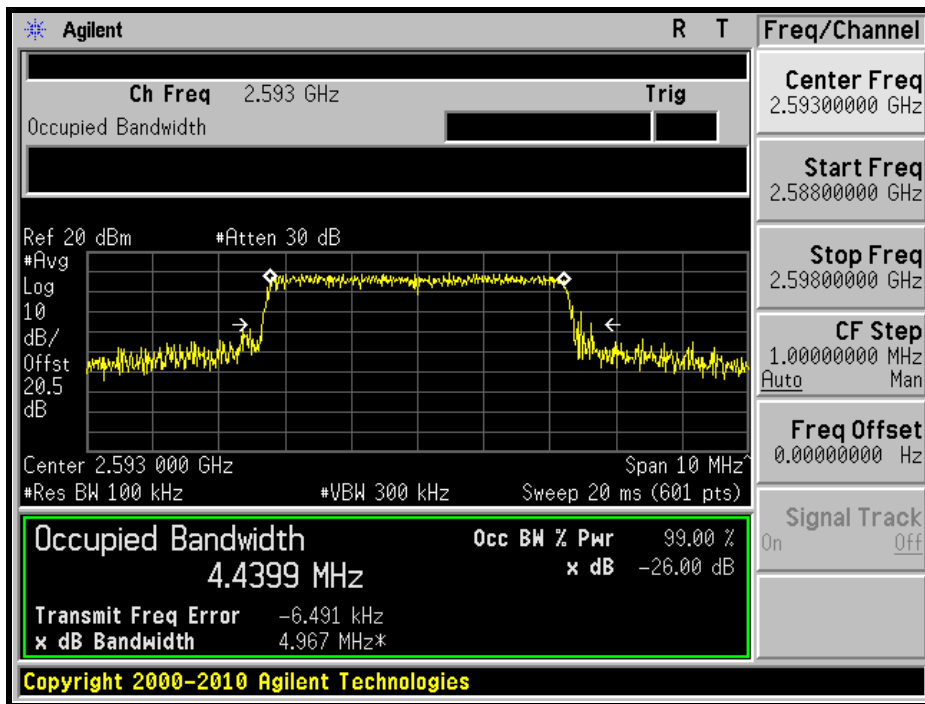 Agilent R T Freq/Channel
Ch Freq 2.593 GHz Trig
Occupied Bandwidth
Center Freq
2.59300000 GHz
Start Freq
2.58800000 GHz
Stop Freq
2.59800000 GHz
CF Step
1.00000000 MHz
Auto Man
Freq Offset
0.00000000 Hz
Signal Track
On Off
Ref 20 dBm #Atten 30 dB
#Avg
Log
10
dB/
Offst
20.5
dB
Center 2.593 000 GHz Span 10 MHz^
#Res BW 100 kHz #VBW 300 kHz Sweep 20 ms (601 pts)
Occupied Bandwidth Occ BW % Pwr 99.00 %
4.4399 MHz x dB -26.00 dB
Transmit Freq Error -6.491 kHz
x dB Bandwidth 4.967 MHz*
Copyright 2000-2010 Agilent Technologies